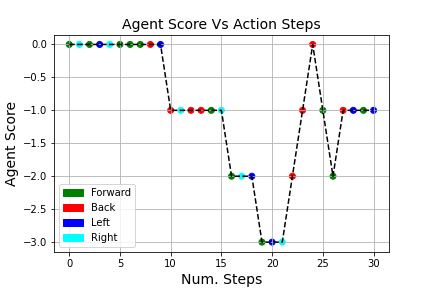 Agent Score Vs Action Steps
Agent Score
0.0
−0.5
−1.0
−1.5
−2.0
−2.5
−3.0
Forward
Back
Left
Right
0 5 10 15 20 25 30
Num. Steps